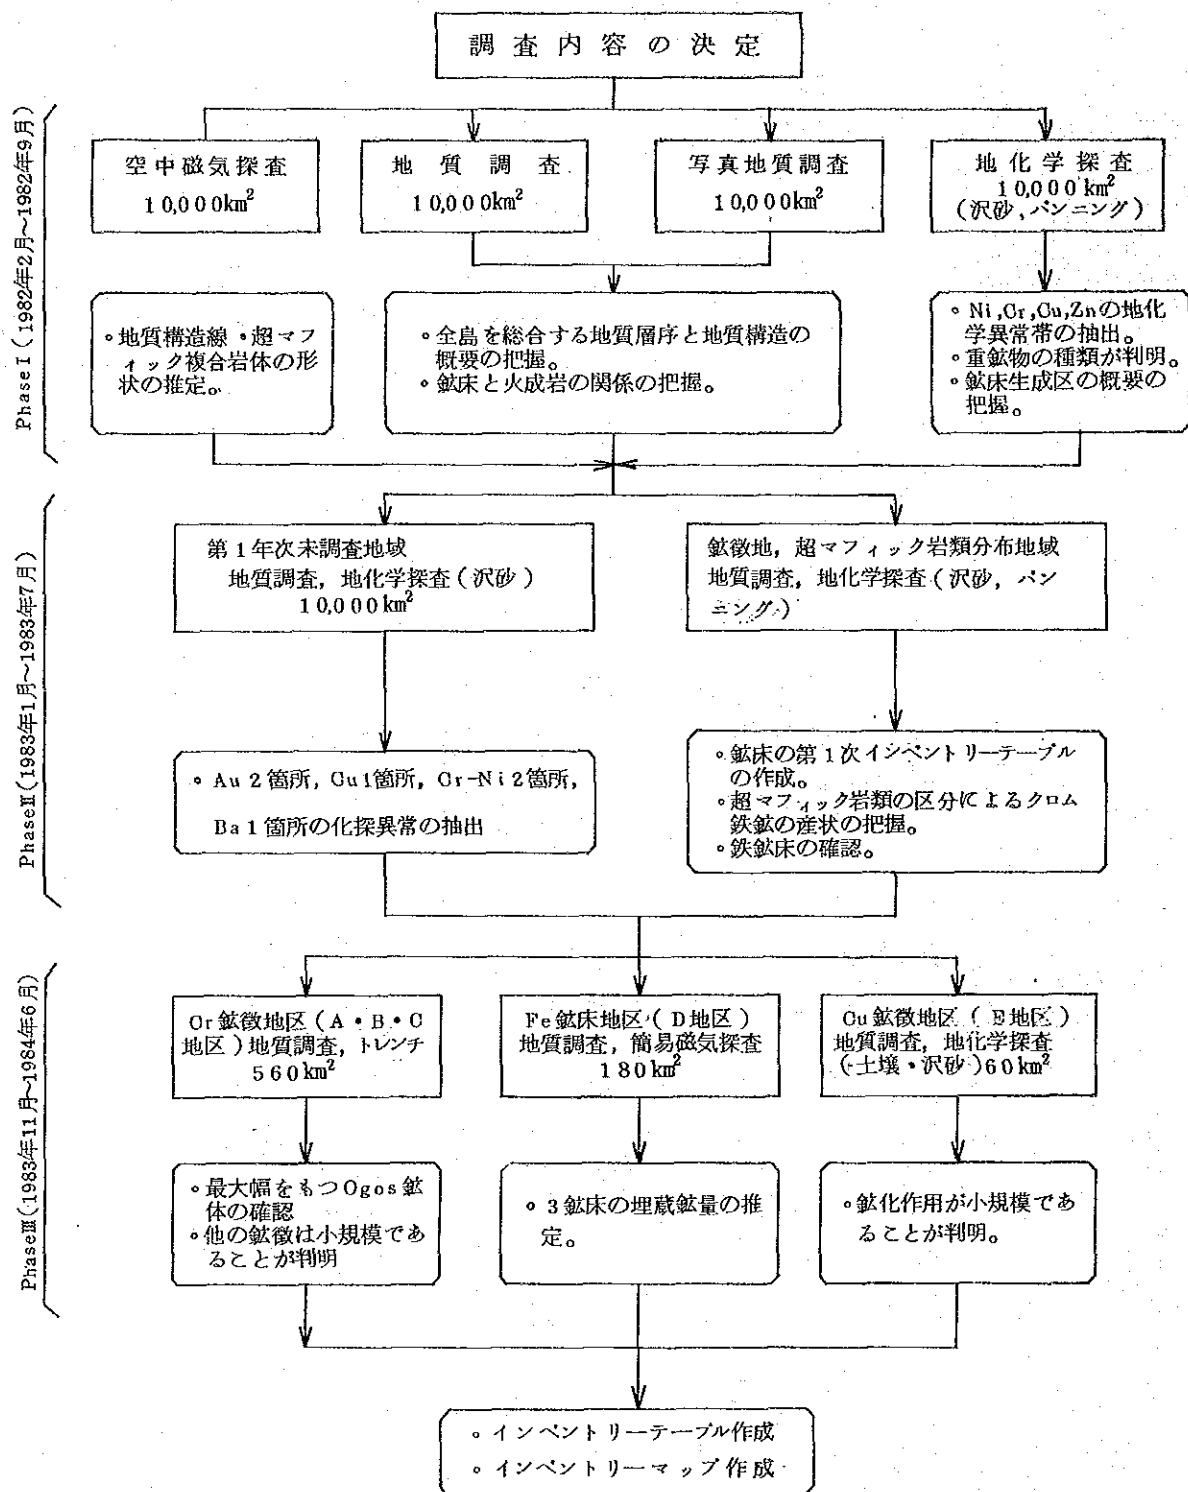 調査内容の決定
PhaseⅠ(1982年2月~1982年9月)
空中磁気探査
10,000km²
地質調査
10,000km²
写真地質調査
10,000km²
地化学探査
10,000km²
(沢砂,パンニング)
∘地質構造線・超マフ
ィック複合岩体の形
状の推定。
∘全島を総合する地質層序と地質構造の
概要の把握。
∘鉱床と火成岩の関係の把握。
∘Ni,Cr,Cu,Znの地化
学異常帯の抽出。
∘重鉱物の種類が判明。
∘鉱床生成区の概要の
把握。
PhaseⅡ(1983年1月~1983年7月)
第1年次未調査地域
地質調査,地化学探査(沢砂)
10,000km²
鉱徴地,超マフィック岩類分布地域
地質調査,地化学探査(沢砂,パン
ニング)
∘Au2箇所,Cu1箇所,Cr-Ni2箇所,
Ba1箇所の化探異常の抽出
∘鉱床の第1次インベントリーテーブル
の作成。
∘超マフィック岩類の区分によるクロム
鉄鉱の産状の把握。
∘鉄鉱床の確認。
PhaseⅢ(1983年11月~1984年6月)
Cr鉱徴地区(A・B・C
地区)地質調査,トレンチ
560km²
Fe鉱床地区(D地区)
地質調査,簡易磁気探査
180km²
Cu鉱徴地区(E地区)
地質調査,地化学探査
(土壌・沢砂)60km²
∘最大幅をもつOgos鉱
体の確認
∘他の鉱徴は小規模であ
ることが判明
∘3鉱床の埋蔵鉱量の推
定。
∘鉱化作用が小規模であ
ることが判明。
∘インベントリーテーブル作成
∘インベントリーマップ作成